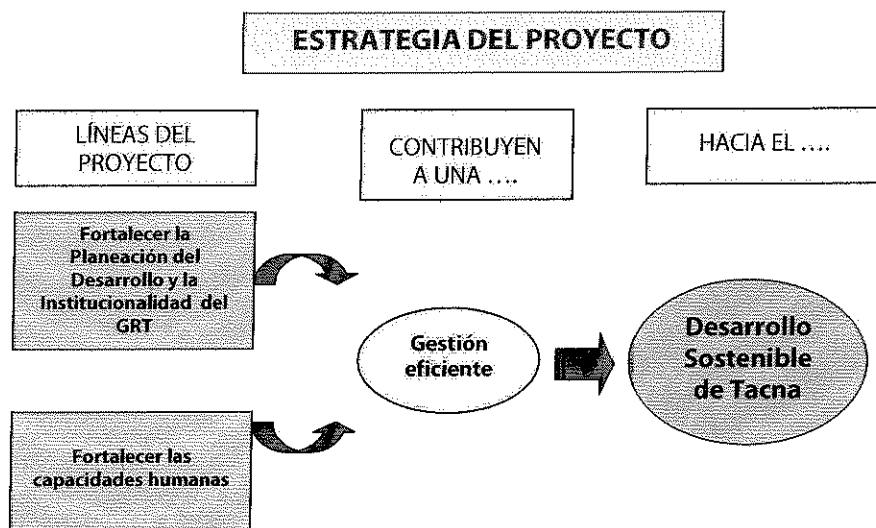 ESTRATEGIA DEL PROYECTO
LÍNEAS DEL
PROYECTO
CONTRIBUYEN
A UNA ....
HACIA EL ....
Fortalecer la
Planeación del
Desarrollo y la
Institucionalidad del
GRT
Gestión
eficiente
Desarrollo
Sostenible
de Tacna
Fortalecer las
capacidades humanas